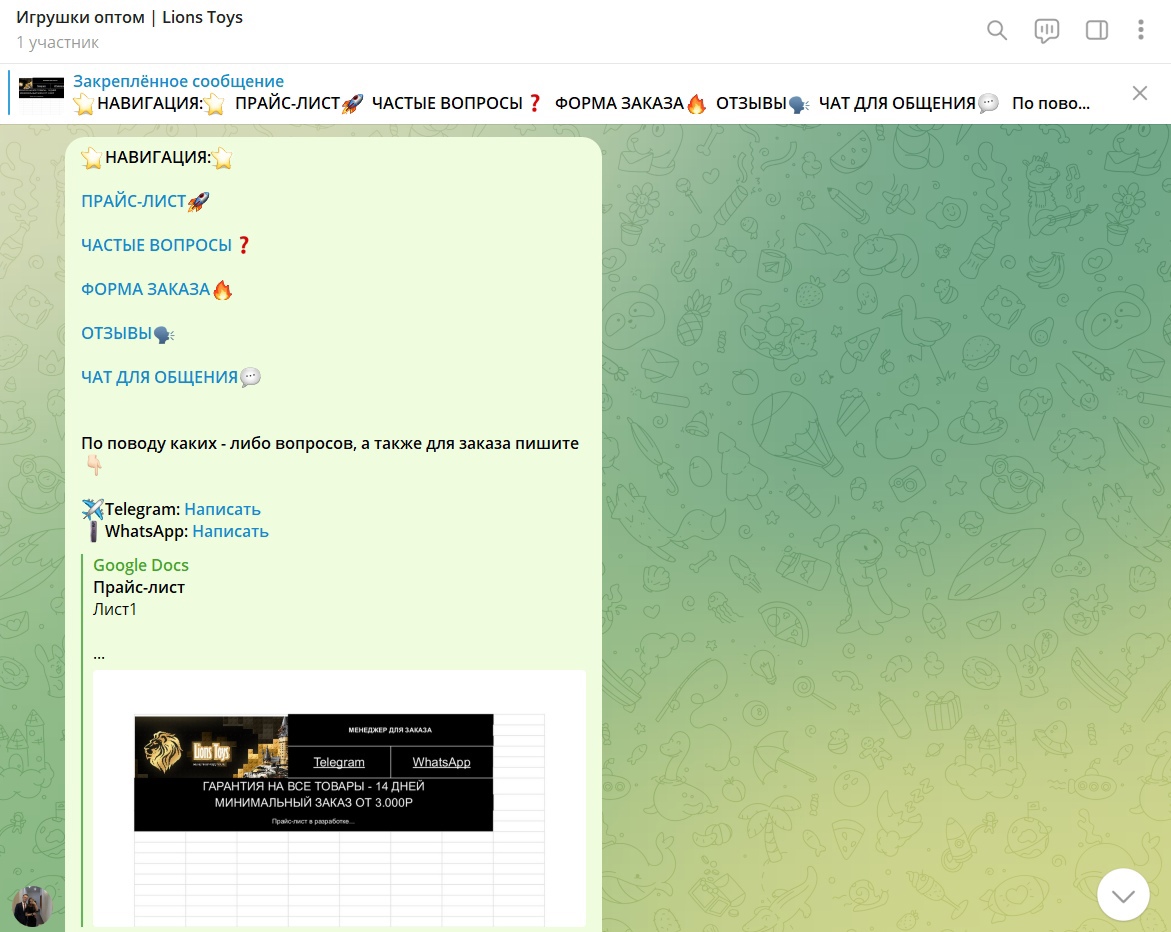 Игрушки оптом | Lions Toys
1 участник
Закреплённое сообщение
⭐НАВИГАЦИЯ:⭐ ПРАЙС-ЛИСТ🚀 ЧАСТЫЕ ВОПРОСЫ❓ ФОРМА ЗАКАЗА🔥 ОТЗЫВЫ🗣 ЧАТ ДЛЯ ОБЩЕНИЯ💬 По пово...
⭐НАВИГАЦИЯ:⭐
ПРАЙС-ЛИСТ🚀
ЧАСТЫЕ ВОПРОСЫ❓
ФОРМА ЗАКАЗА🔥
ОТЗЫВЫ🗣
ЧАТ ДЛЯ ОБЩЕНИЯ💬
По поводу каких - либо вопросов, а также для заказа пишите
👇🏻
✈️Telegram: Написать
📱WhatsApp: Написать
Google Docs
Прайс-лист
Лист1
...
МЕНЕДЖЕР ДЛЯ ЗАКАЗА
Lions Toys
Telegram
WhatsApp
ГАРАНТИЯ НА ВСЕ ТОВАРЫ - 14 ДНЕЙ
МИНИМАЛЬНЫЙ ЗАКАЗ ОТ 3.000Р
Прайс-лист в разработке...